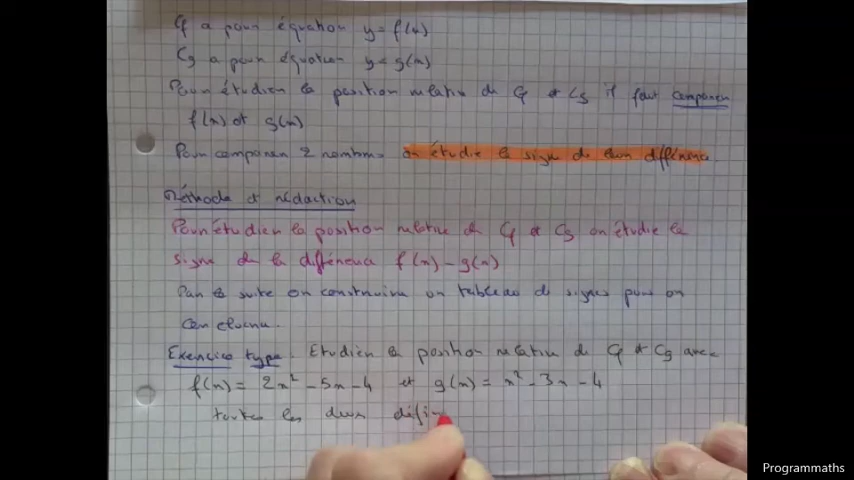 Cf a pour équation y = f(x)
Cg a pour équation y = g(x)
Pour étudier la position relative de Cf et Cg il faut comparer
f(x) et g(x)
Pour comparer 2 nombres on étudie le signe de leur différence
Méthode et rédaction
Pour étudier la position relative de Cf et Cg on étudie le
signe de la différence f(x) - g(x)
Par la suite on construira un tableau de signes pour en
conclure.
Exercice type. Etudier la position relative de Cf et Cg avec
f(x) = 2x² - 5x - 4 et g(x) = x² - 3x - 4
toutes les deux défin
Programmaths